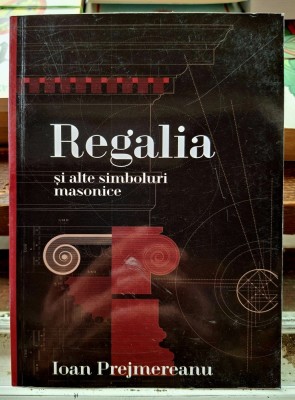 Regalia
și alte simboluri
masonice
Ioan Prejmereanu